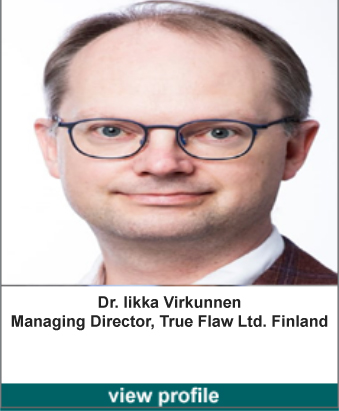 Dr. Iikka Virkunnen
Managing Director, True Flaw Ltd. Finland
view profile